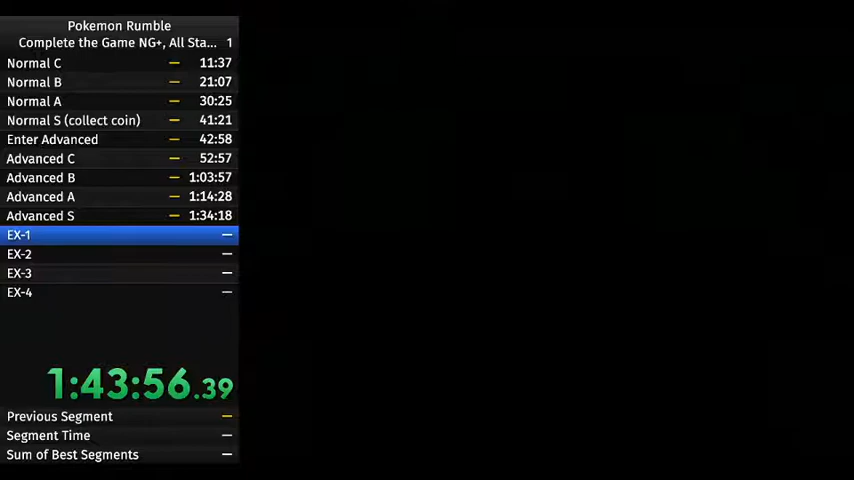 Pokemon Rumble
Complete the Game NG+, All Sta... 1
Normal C — 11:37
Normal B — 21:07
Normal A — 30:25
Normal S (collect coin) — 41:21
Enter Advanced — 42:58
Advanced C — 52:57
Advanced B — 1:03:57
Advanced A — 1:14:28
Advanced S — 1:34:18
EX-1 —
EX-2 —
EX-3 —
EX-4 —
1:43:56.39
Previous Segment —
Segment Time —
Sum of Best Segments —